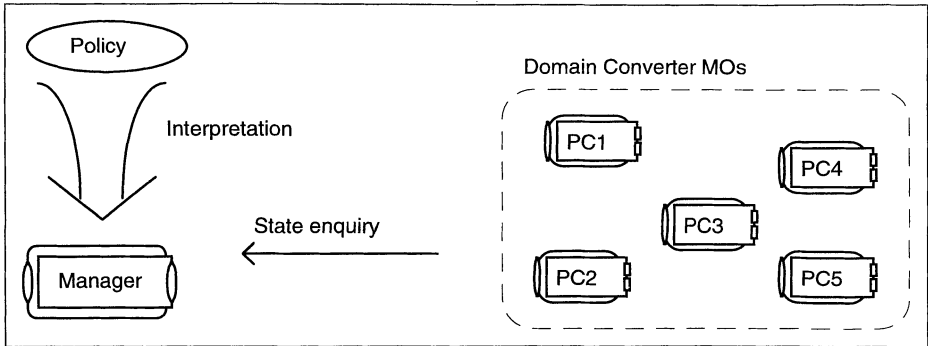 Policy
Domain Converter MOs
Interpretation
PC1
PC4
State enquiry
PC3
Manager
PC2
PC5